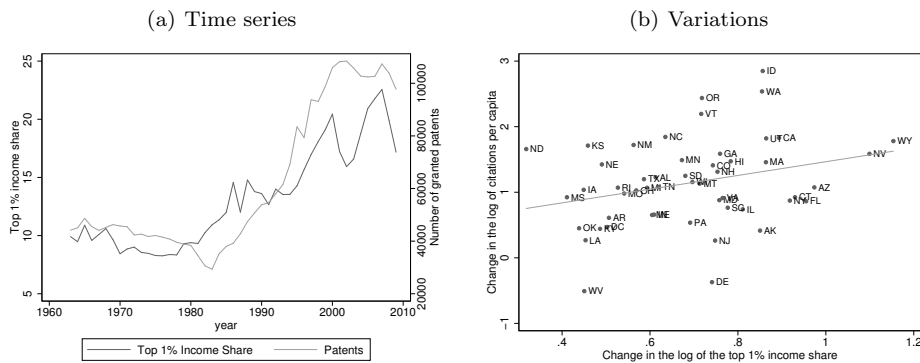 (a) Time series
(b) Variations
Top 1% income share
25
20
15
10
5
100000
80000
60000
40000
20000
Number of granted patents
1960
1970
1980
1990
2000
2010
year
Top 1% Income Share
Patents
Change in the log of citations per capita
3
2
1
0
−1
ID
WA
OR
VT
NC
UT
CA
WY
ND
KS
NM
GA
NV
NE
MN
CO
HI
MA
NH
TX
AL
SD
WI
MT
IA
RI
OH
MI
TN
AZ
MS
MO
MD
VA
NY
CT
FL
SC
IL
AR
IN
ME
PA
OK
KY
DC
AK
LA
NJ
DE
WV
.4
.6
.8
1
1.2
Change in the log of the top 1% income share